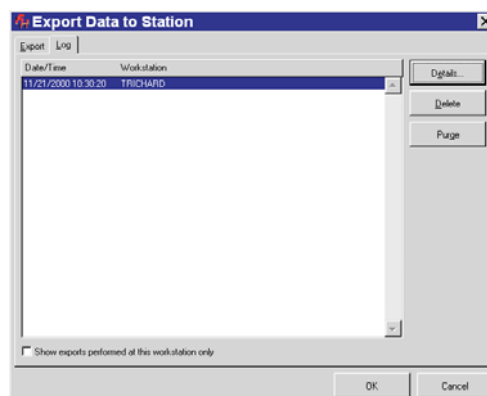 Export Data to Station
Export Log
Date/Time Workstation
11/21/2000 10:30:20 TRICHARD
Details...
Delete
Purge
Show exports performed at this workstation only
OK Cancel